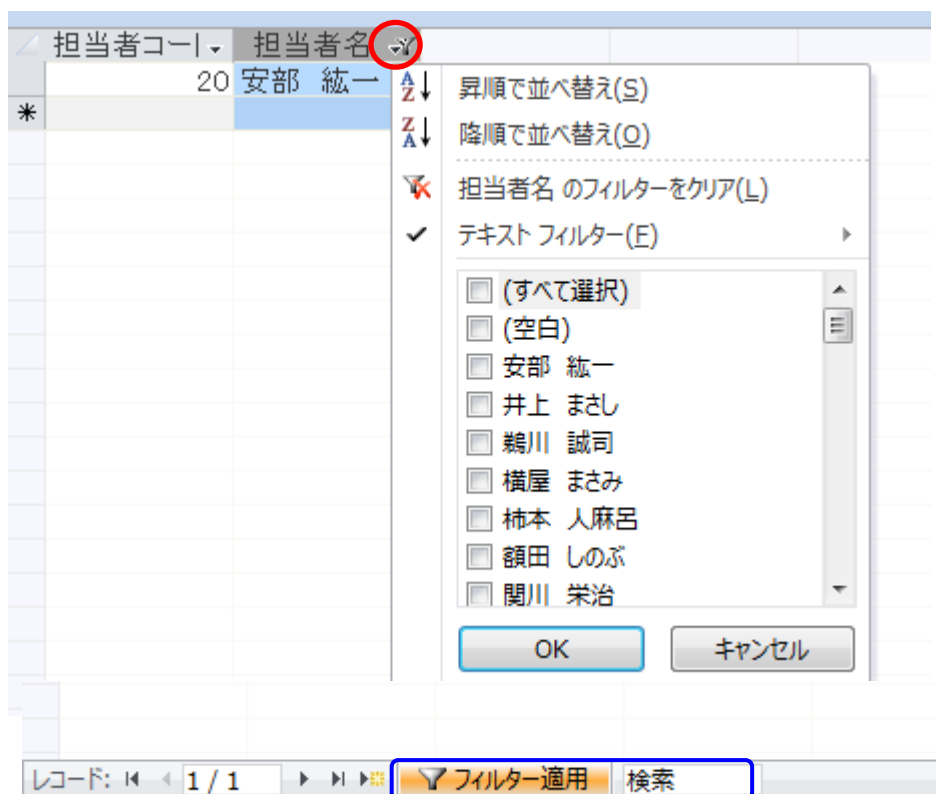 担当者コー 担当者名
20 安部 紘一
昇順で並べ替え(S)
降順で並べ替え(O)
担当者名 のフィルターをクリア(L)
テキスト フィルター(F)
(すべて選択)
(空白)
安部 紘一
井上 まさし
鵜川 誠司
横屋 まさみ
柿本 人麻呂
額田 しのぶ
関川 栄治
OK キャンセル
レコード: 1 / 1 フィルター適用 検索